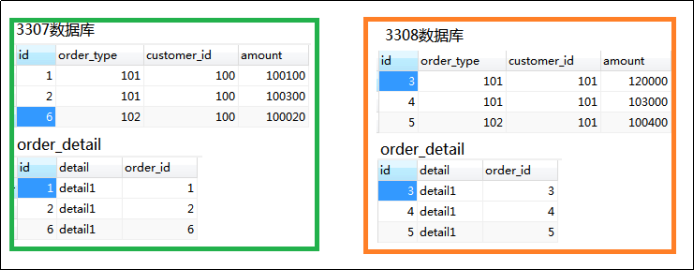 3307数据库
id order_type customer_id amount
1 101 100 100100
2 101 100 100300
6 102 100 100020
order_detail
id detail order_id
1 detail1 1
2 detail1 2
6 detail1 6
3308数据库
id order_type customer_id amount
3 101 101 120000
4 101 101 103000
5 102 101 100400
order_detail
id detail order_id
3 detail1 3
4 detail1 4
5 detail1 5